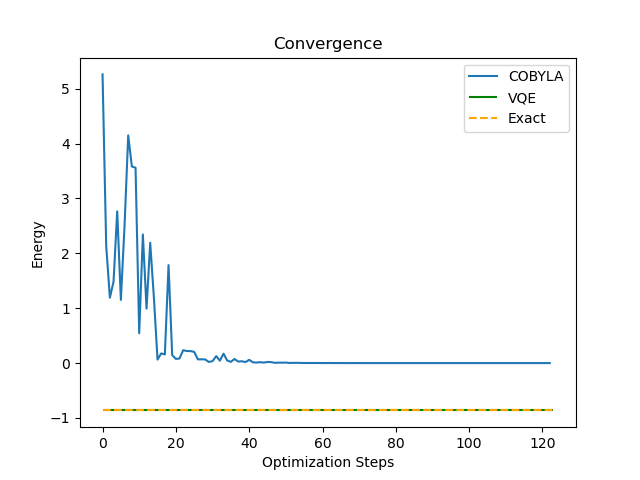 Convergence
COBYLA
VQE
Exact
Energy
5
4
3
2
1
0
−1
0 20 40 60 80 100 120
Optimization Steps